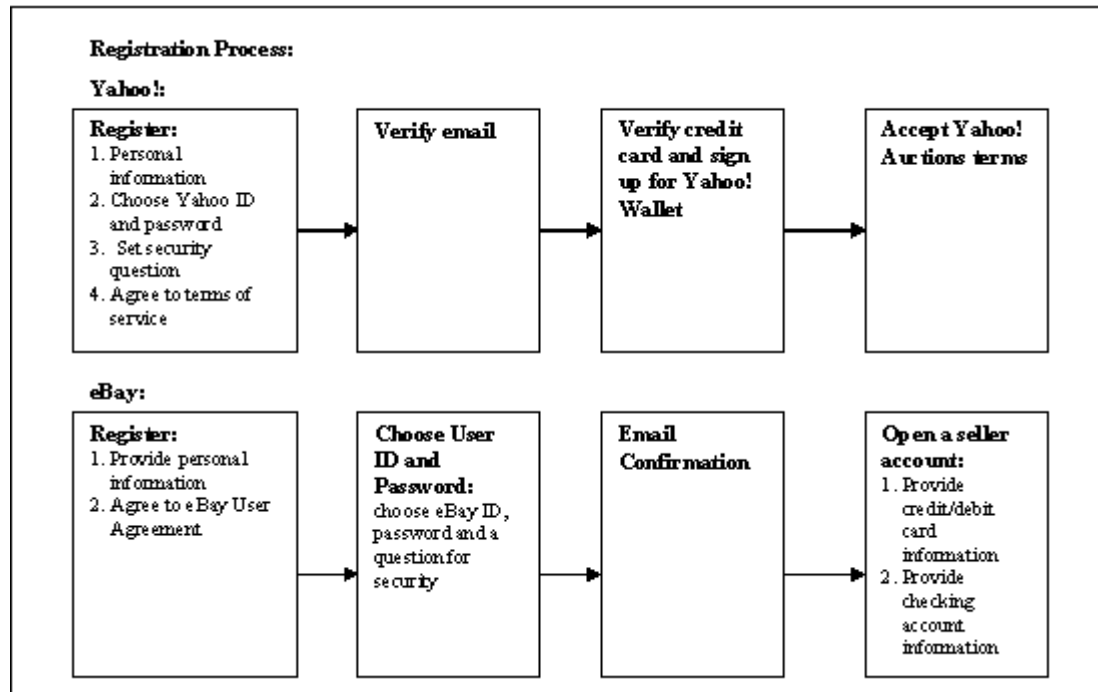 Registration Process:
Yahoo!:
Register:
1. Personal
information
2. Choose Yahoo ID
and password
3. Set security
question
4. Agree to terms of
service
Verify email
Verify credit
card and sign
up for Yahoo!
Wallet
Accept Yahoo!
Auctions terms
eBay:
Register:
1. Provide personal
information
2. Agree to eBay User
Agreement
Choose User
ID and
Password:
choose eBay ID,
password and a
question for
security
Email
Confirmation
Open a seller
account:
1. Provide
credit/debit
card
information
2. Provide
checking
account
information